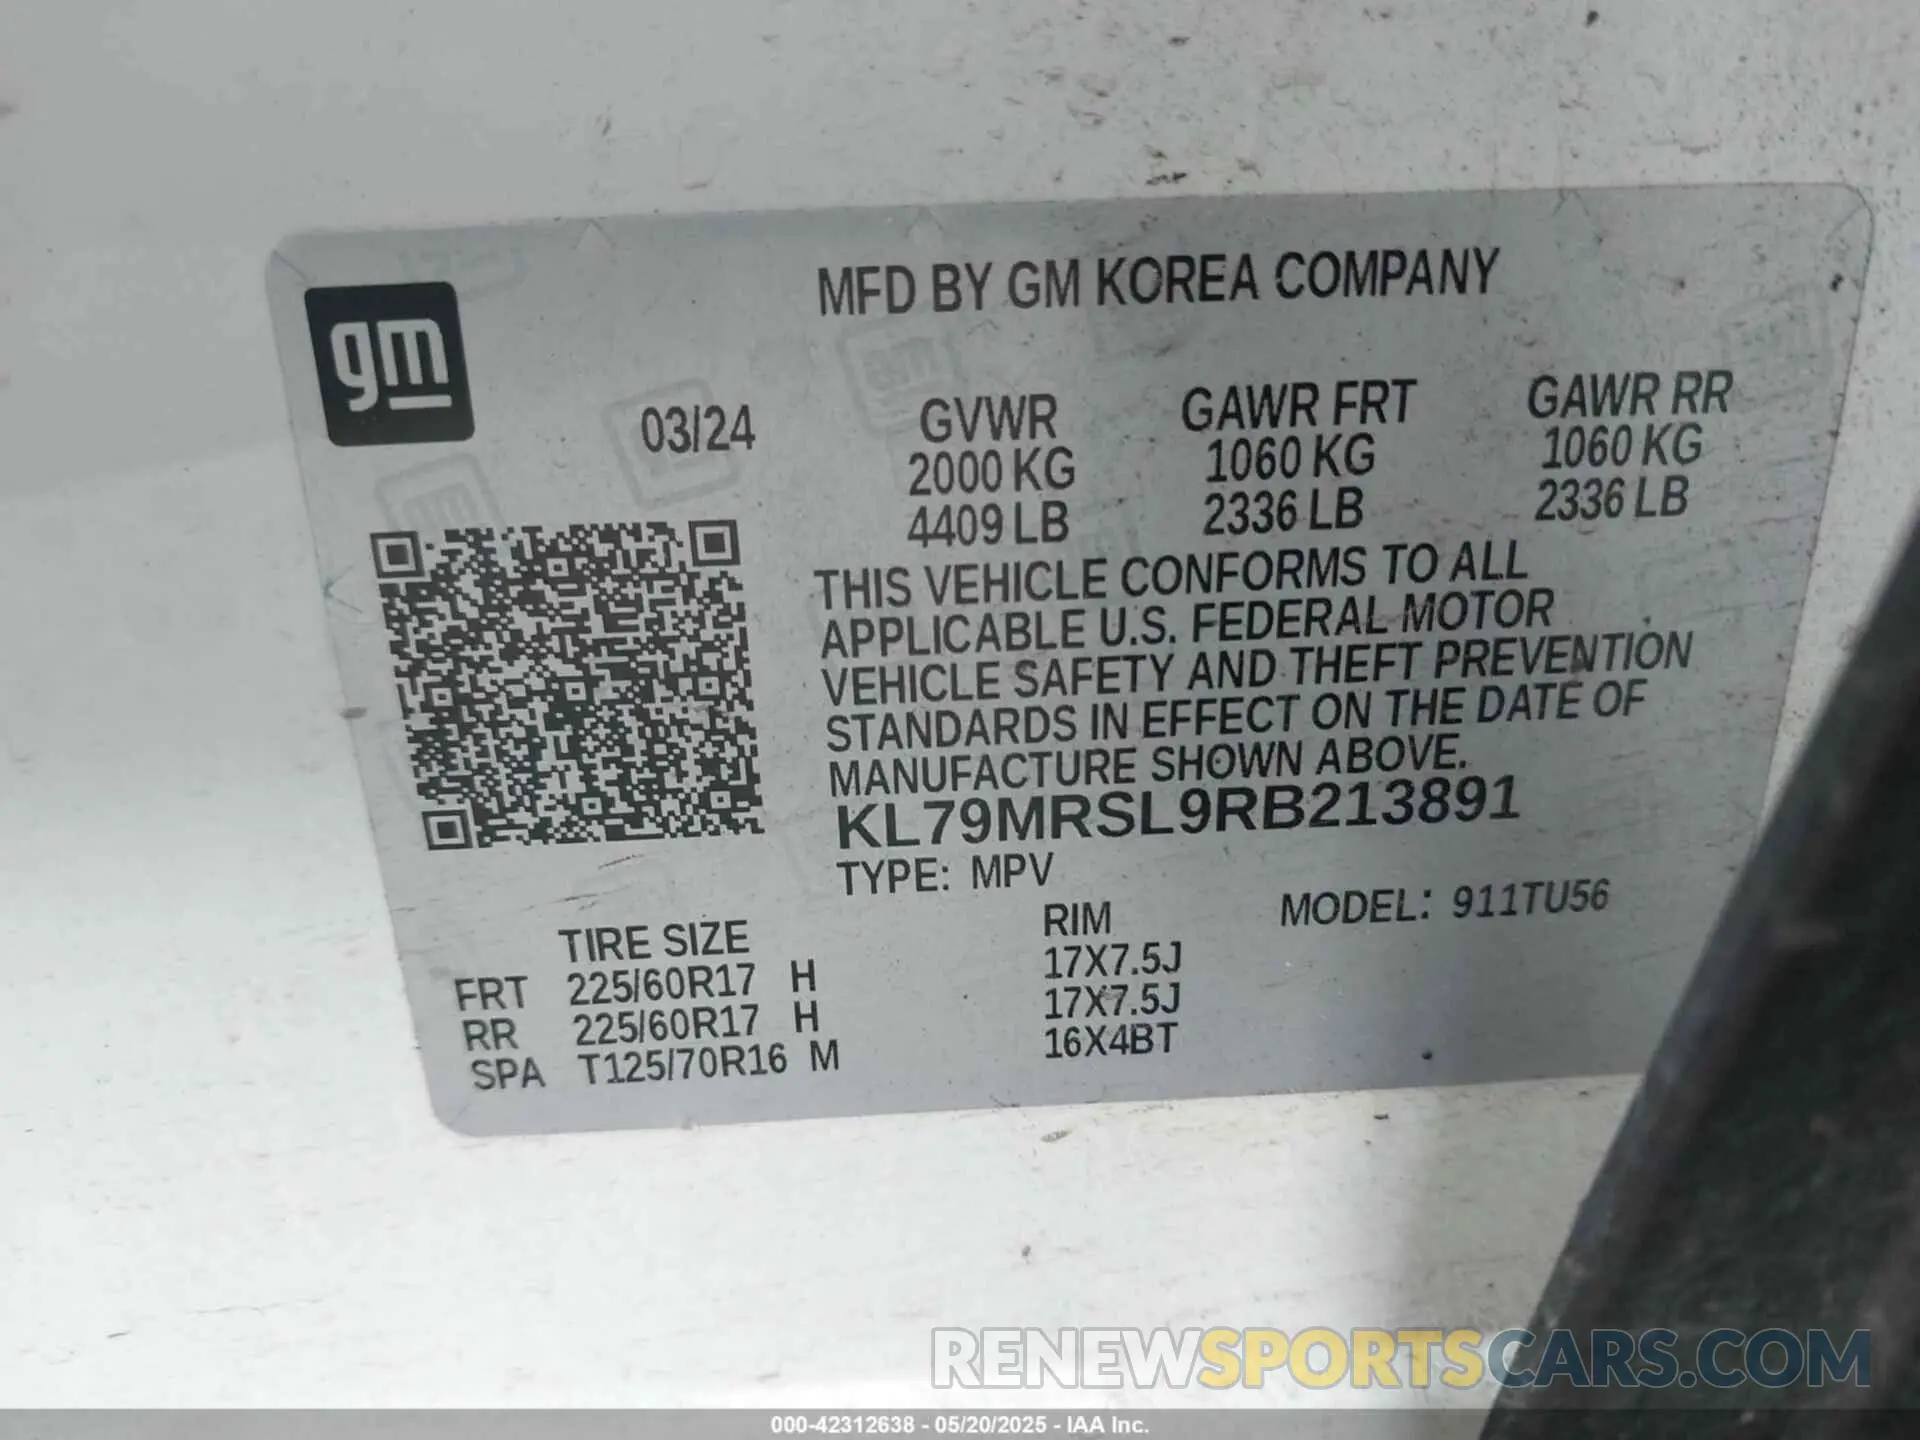 MFD BY GM KOREA COMPANY
gm
03/24
GVWR GAWR FRT GAWR RR
2000 KG 1060 KG 1060 KG
4409 LB 2336 LB 2336 LB
THIS VEHICLE CONFORMS TO ALL
APPLICABLE U.S. FEDERAL MOTOR
VEHICLE SAFETY AND THEFT PREVENTION
STANDARDS IN EFFECT ON THE DATE OF
MANUFACTURE SHOWN ABOVE.
KL79MRSL9RB213891
TYPE: MPV
MODEL: 911TU56
TIRE SIZE RIM
FRT 225/60R17 H 17X7.5J
RR 225/60R17 H 17X7.5J
SPA T125/70R16 M 16X4BT
RENEWSPORTSCARS.COM
000-42312638 - 05/20/2025 - IAA Inc.